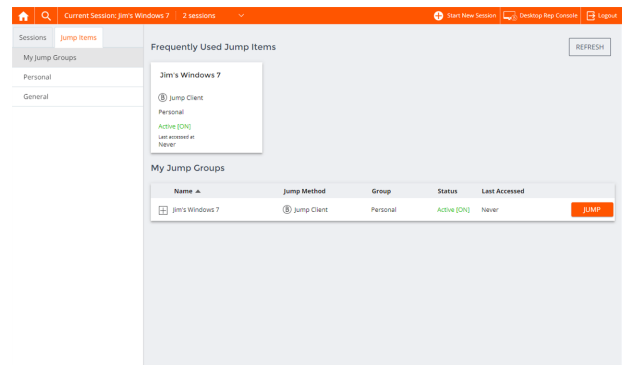 Current Session: Jim's Windows 7 2 sessions Start New Session Desktop Rep Console Logout
Sessions Jump Items
My Jump Groups
Personal
General
Frequently Used Jump Items REFRESH
Jim's Windows 7
B Jump Client
Personal
Active [ON]
Last accessed at
Never
My Jump Groups
Name Jump Method Group Status Last Accessed
Jim's Windows 7 B Jump Client Personal Active [ON] Never JUMP